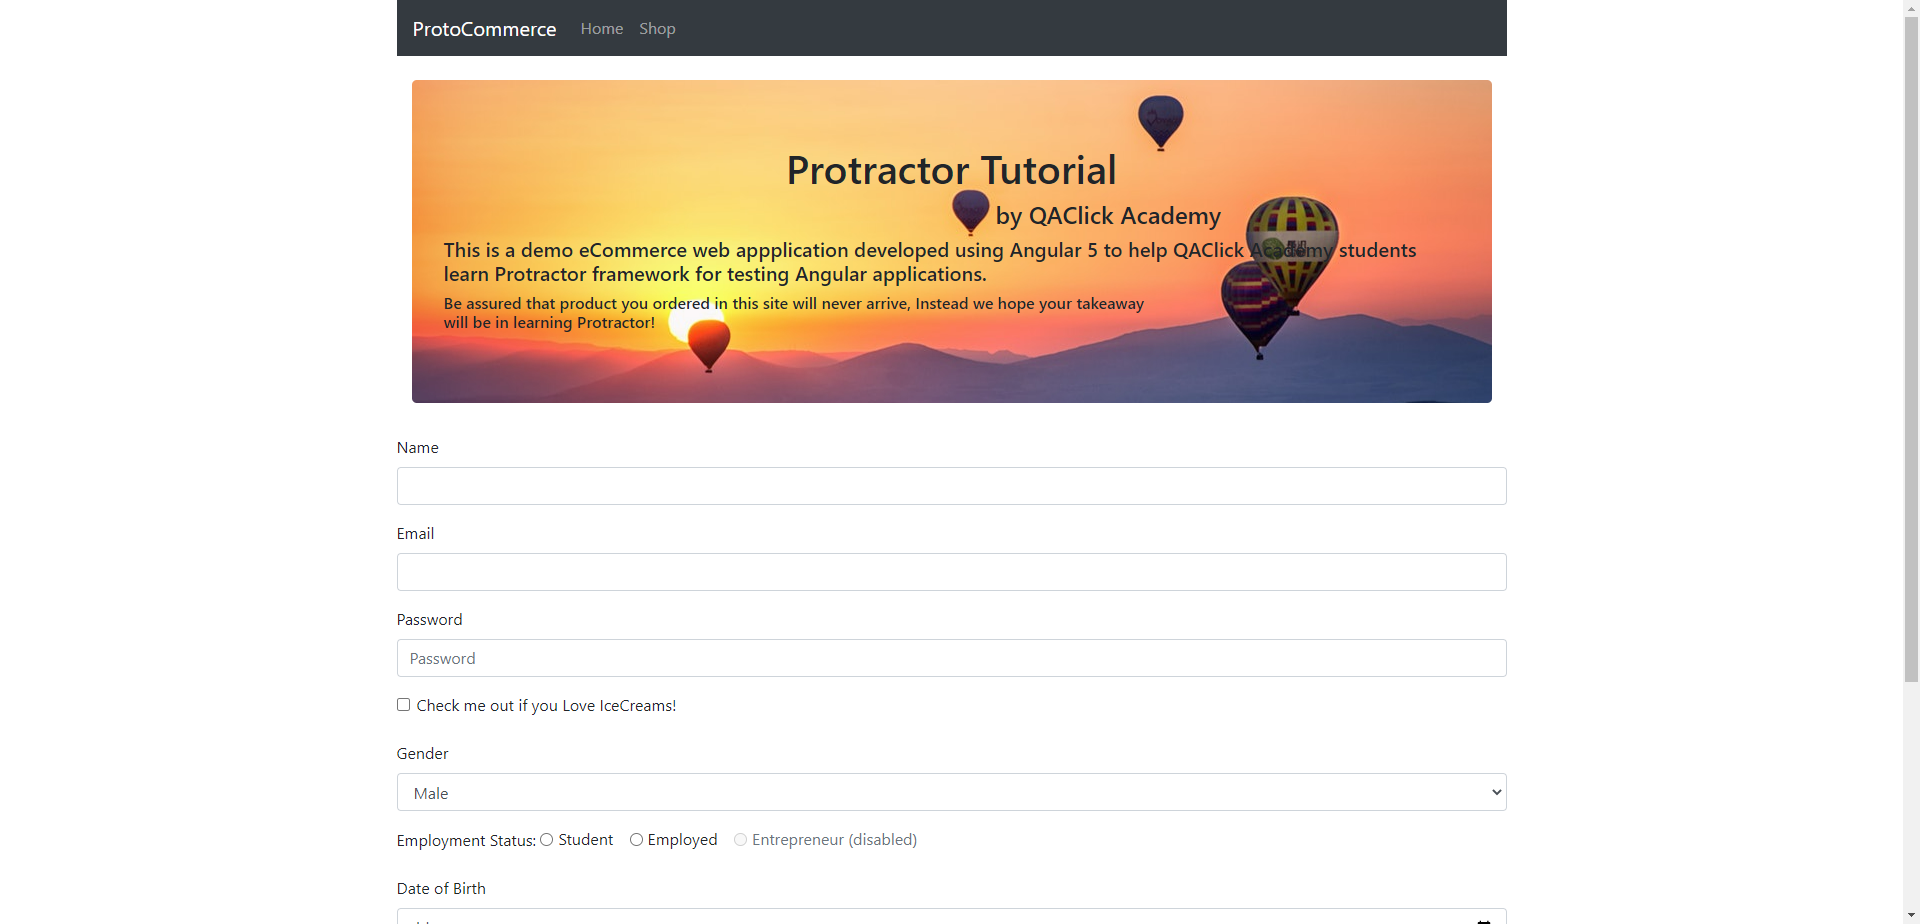 ProtoCommerce Home Shop
Protractor Tutorial
by QAClick Academy
This is a demo eCommerce web appplication developed using Angular 5 to help QAClick Academy students
learn Protractor framework for testing Angular applications.
Be assured that product you ordered in this site will never arrive, Instead we hope your takeaway
will be in learning Protractor!
Name
Email
Password
Password
Check me out if you Love IceCreams!
Gender
Male
Employment Status: Student Employed Entrepreneur (disabled)
Date of Birth